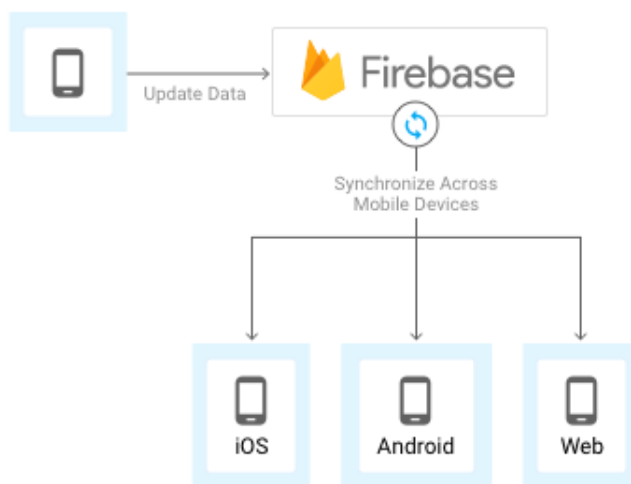 Firebase
Update Data
Synchronize Across
Mobile Devices
iOS
Android
Web